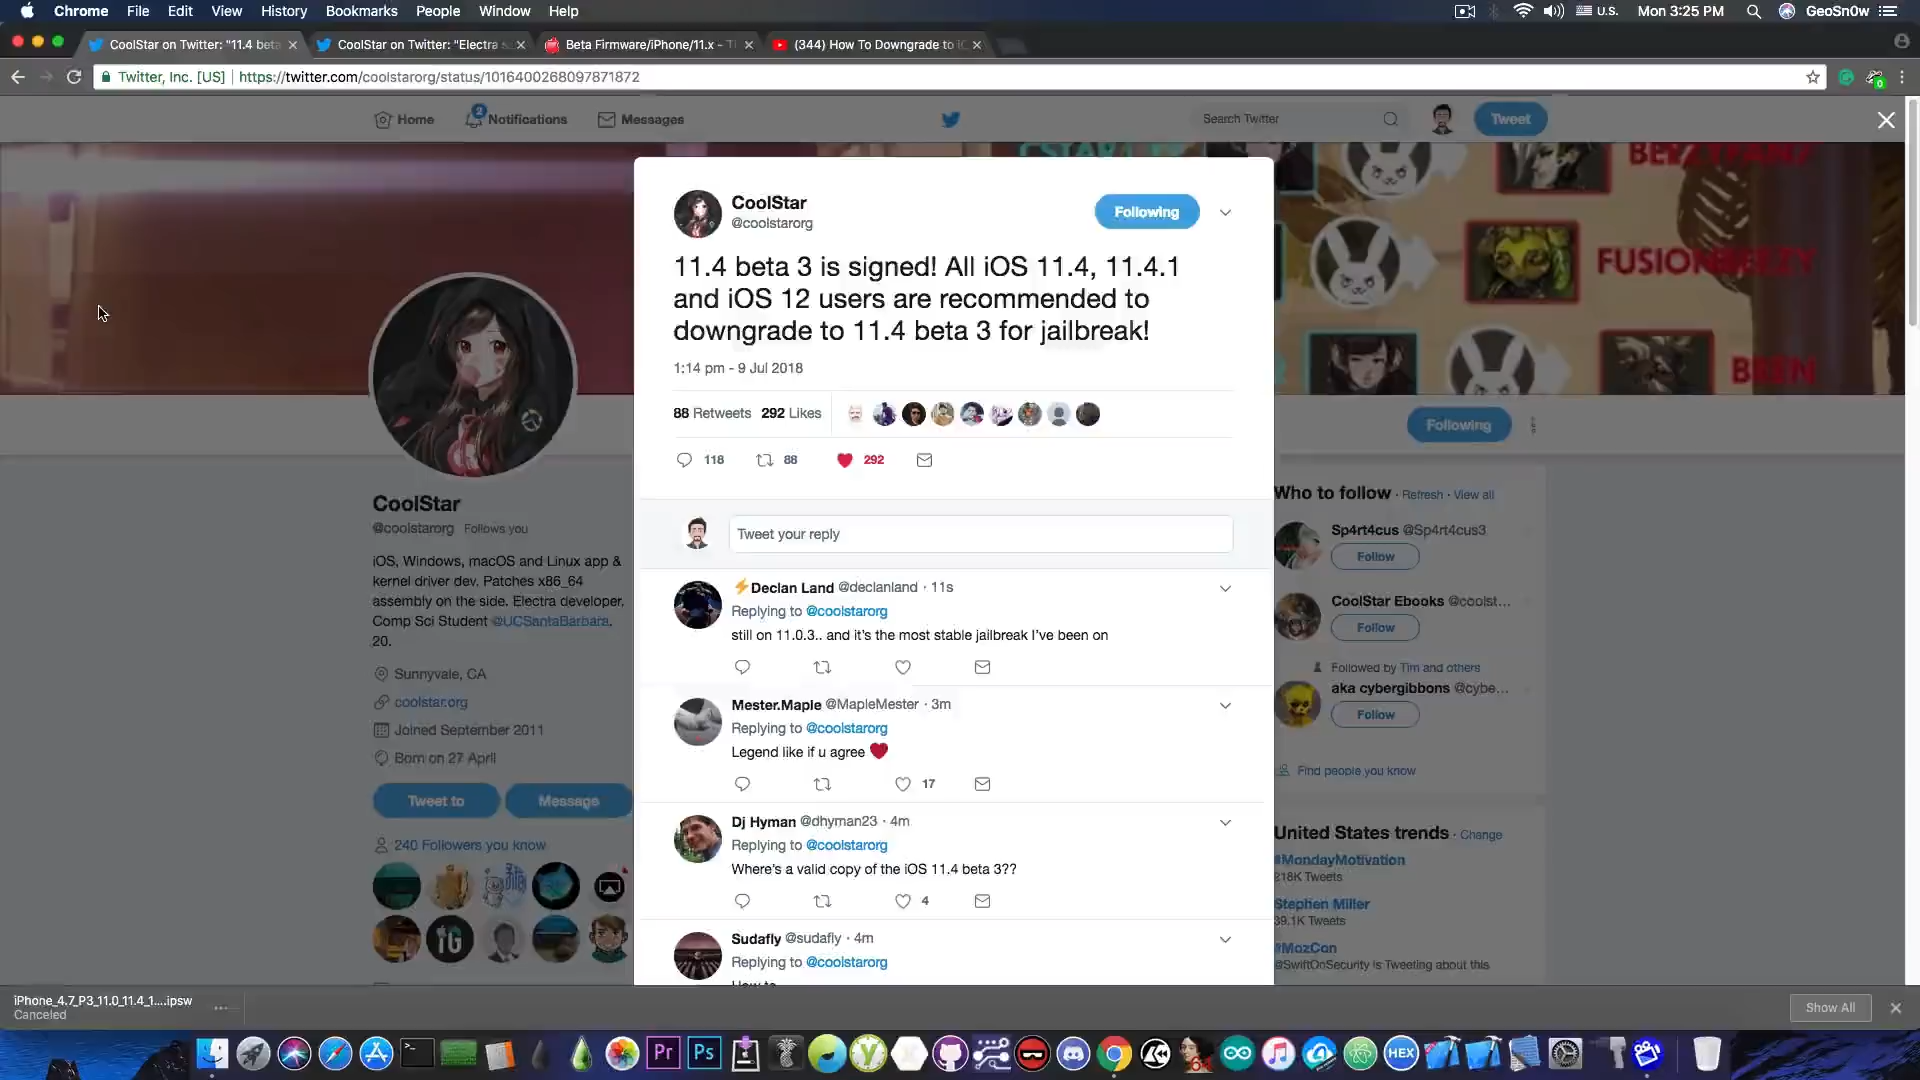 Chrome File Edit View History Bookmarks People Window Help U.S. Mon 3:25 PM GeoSn0w
CoolStar on Twitter: "11.4 beta CoolStar on Twitter: "Electra Beta Firmware/iPhone/11.x - (344) How To Downgrade to
Twitter, Inc. [US] https://twitter.com/coolstarorg/status/1016400268097871872
Home 2 Notifications Messages Search Twitter Tweet
CoolStar
@coolstarorg
Following
11.4 beta 3 is signed! All iOS 11.4, 11.4.1
and iOS 12 users are recommended to
downgrade to 11.4 beta 3 for jailbreak!
1:14 pm - 9 Jul 2018
88 Retweets 292 Likes
118 88 292
Tweet your reply
Declan Land @declanland · 11s
Replying to @coolstarorg
still on 11.0.3.. and it's the most stable jailbreak I've been on
Mester.Maple @MapleMester · 3m
Replying to @coolstarorg
Legend like if u agree
17
Dj Hyman @dhyman23 · 4m
Replying to @coolstarorg
Where's a valid copy of the iOS 11.4 beta 3??
4
Sudafly @sudafly · 4m
Replying to @coolstarorg
How to
CoolStar
@coolstarorg Follows you
iOS, Windows, macOS and Linux app &
kernel driver dev. Patches x86_64
assembly on the side. Electra developer.
Comp Sci Student @UCSantaBarbara.
20.
Sunnyvale, CA
coolstar.org
Joined September 2011
Born on 27 April
Tweet to Message
240 Followers you know
FUSIONBEEZY
BREN
Following
Who to follow · Refresh · View all
Sp4rt4cus @Sp4rt4cus3
Follow
CoolStar Ebooks @coolst...
Follow
Followed by Tim and others
aka cybergibbons @cybe...
Follow
Find people you know
United States trends · Change
#MondayMotivation
218K Tweets
Stephen Miller
39.1K Tweets
#MozCon
@SwiftOnSecurity is Tweeting about this
iPhone_4.7_P3_11.0_11.4_1....ipsw
Canceled
Show All
Pr Ps HEX